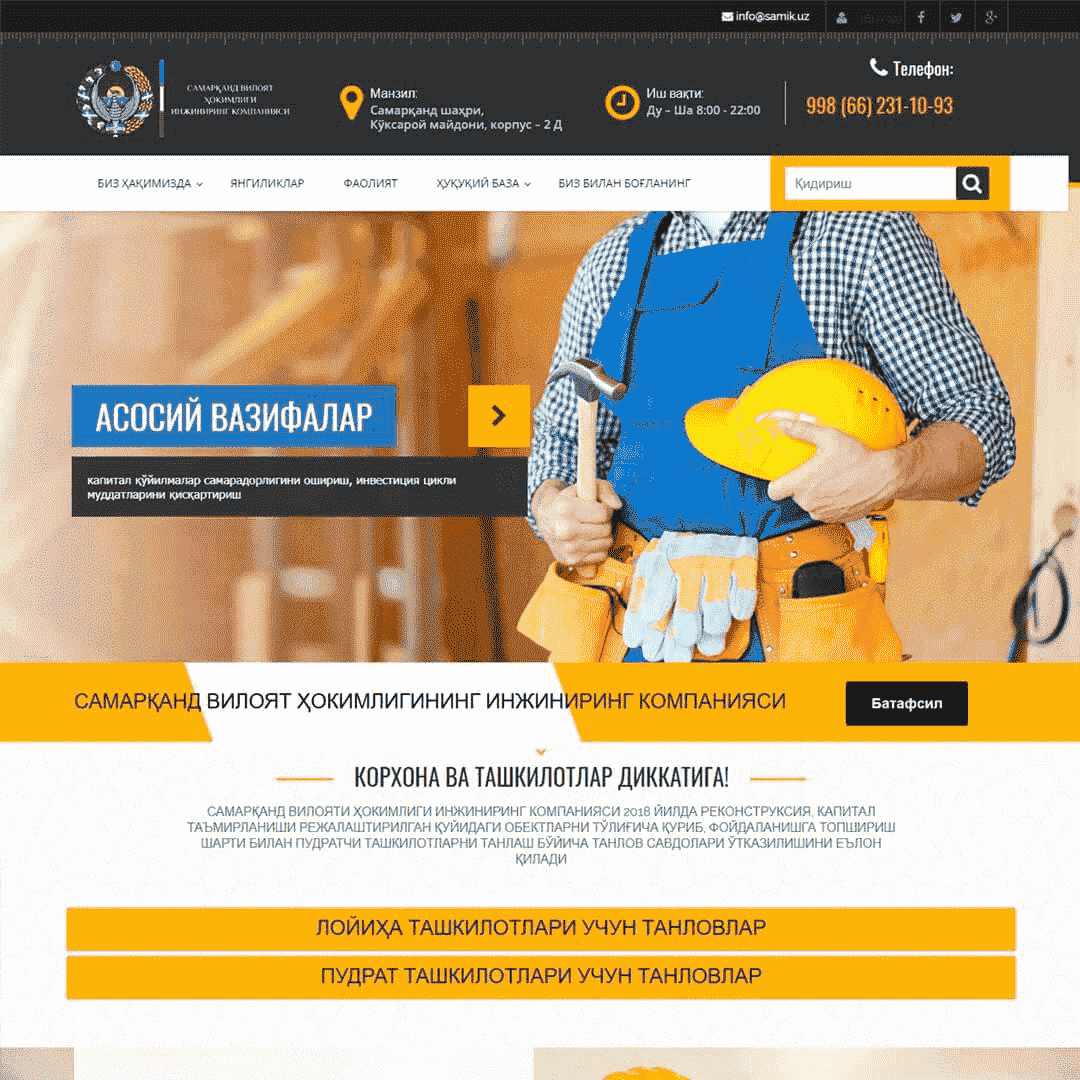 info@samik.uz
САМАРҚАНД ВИЛОЯТ
ҲОКИМЛИГИ
ИНЖИНИРИНГ КОМПАНИЯСИ
Манзил:
Самарқанд шаҳри,
Кўксарой майдони, корпус – 2 Д
Иш вақти:
Ду – Ша 8:00 - 22:00
Телефон:
998 (66) 231-10-93
БИЗ ҲАҚИМИЗДА
ЯНГИЛИКЛАР
ФАОЛИЯТ
ҲУҚУҚИЙ БАЗА
БИЗ БИЛАН БОҒЛАНИНГ
Қидириш
АСОСИЙ ВАЗИФАЛАР
капитал қўйилмалар самарадорлигини ошириш, инвестиция цикли
муддатларини қисқартириш
САМАРҚАНД ВИЛОЯТ ҲОКИМЛИГИНИНГ ИНЖИНИРИНГ КОМПАНИЯСИ
Батафсил
КОРХОНА ВА ТАШКИЛОТЛАР ДИККАТИГА!
САМАРҚАНД ВИЛОЯТИ ҲОКИМЛИГИ ИНЖИНИРИНГ КОМПАНИЯСИ 2018 ЙИЛДА РЕКОНСТРУКСИЯ, КАПИТАЛ
ТАЪМИРЛАНИШИ РЕЖАЛАШТИРИЛГАН ҚУЙИДАГИ ОБЕКТЛАРНИ ТЎЛИҒИЧА ҚУРИБ, ФОЙДАЛАНИШГА ТОПШИРИШ
ШАРТИ БИЛАН ПУДРАТЧИ ТАШКИЛОТЛАРНИ ТАНЛАШ БЎЙИЧА ТАНЛОВ САВДОЛАРИ ЎТКАЗИЛИШИНИ ЕЪЛОН
ҚИЛАДИ
ЛОЙИҲА ТАШКИЛОТЛАРИ УЧУН ТАНЛОВЛАР
ПУДРАТ ТАШКИЛОТЛАРИ УЧУН ТАНЛОВЛАР